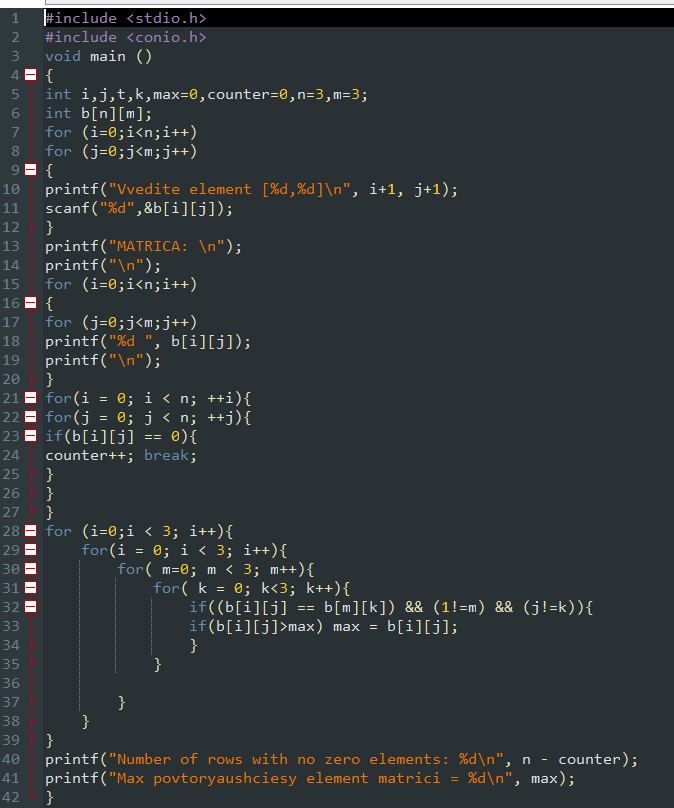 1 #include <stdio.h>
2 #include <conio.h>
3 void main ()
4 {
5 int i,j,t,k,max=0,counter=0,n=3,m=3;
6 int b[n][m];
7 for (i=0;i<n;i++)
8 for (j=0;j<m;j++)
9 {
10 printf("Vvedite element [%d,%d]\n", i+1, j+1);
11 scanf("%d",&b[i][j]);
12 }
13 printf("MATRICA: \n");
14 printf("\n");
15 for (i=0;i<n;i++)
16 {
17 for (j=0;j<m;j++)
18 printf("%d ", b[i][j]);
19 printf("\n");
20 }
21 for(i = 0; i < n; ++i){
22 for(j = 0; j < n; ++j){
23 if(b[i][j] == 0){
24 counter++; break;
25 }
26 }
27 }
28 for (i=0;i < 3; i++){
29     for(i = 0; i < 3; i++){
30         for( m=0; m < 3; m++){
31             for( k = 0; k<3; k++){
32                 if((b[i][j] == b[m][k]) && (1!=m) && (j!=k)){
33                 if(b[i][j]>max) max = b[i][j];
34                 }
35             }
36
37         }
38     }
39 }
40 printf("Number of rows with no zero elements: %d\n", n - counter);
41 printf("Max povtoryaushciesy element matrici = %d\n", max);
42 }